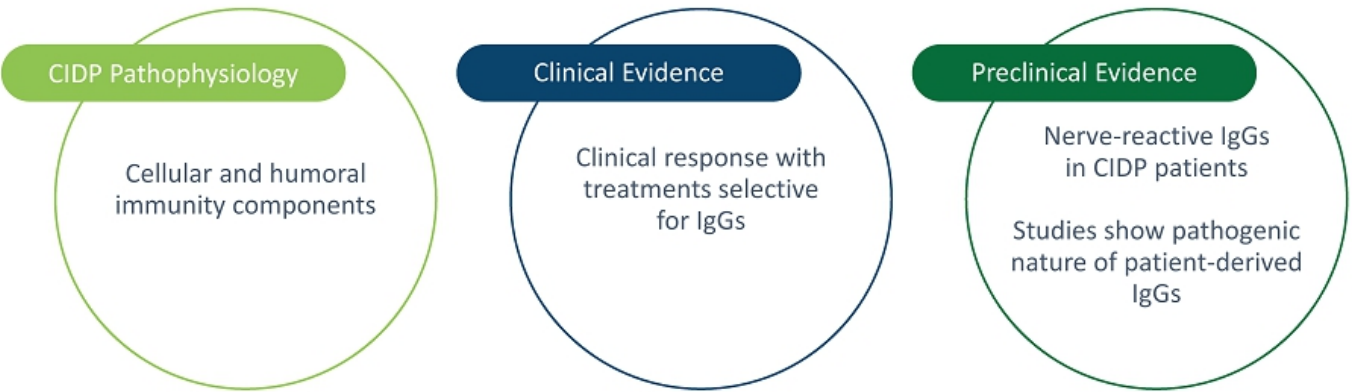 CIDP Pathophysiology
Cellular and humoral
immunity components
Clinical Evidence
Clinical response with
treatments selective
for IgGs
Preclinical Evidence
Nerve-reactive IgGs
in CIDP patients
Studies show pathogenic
nature of patient-derived
IgGs